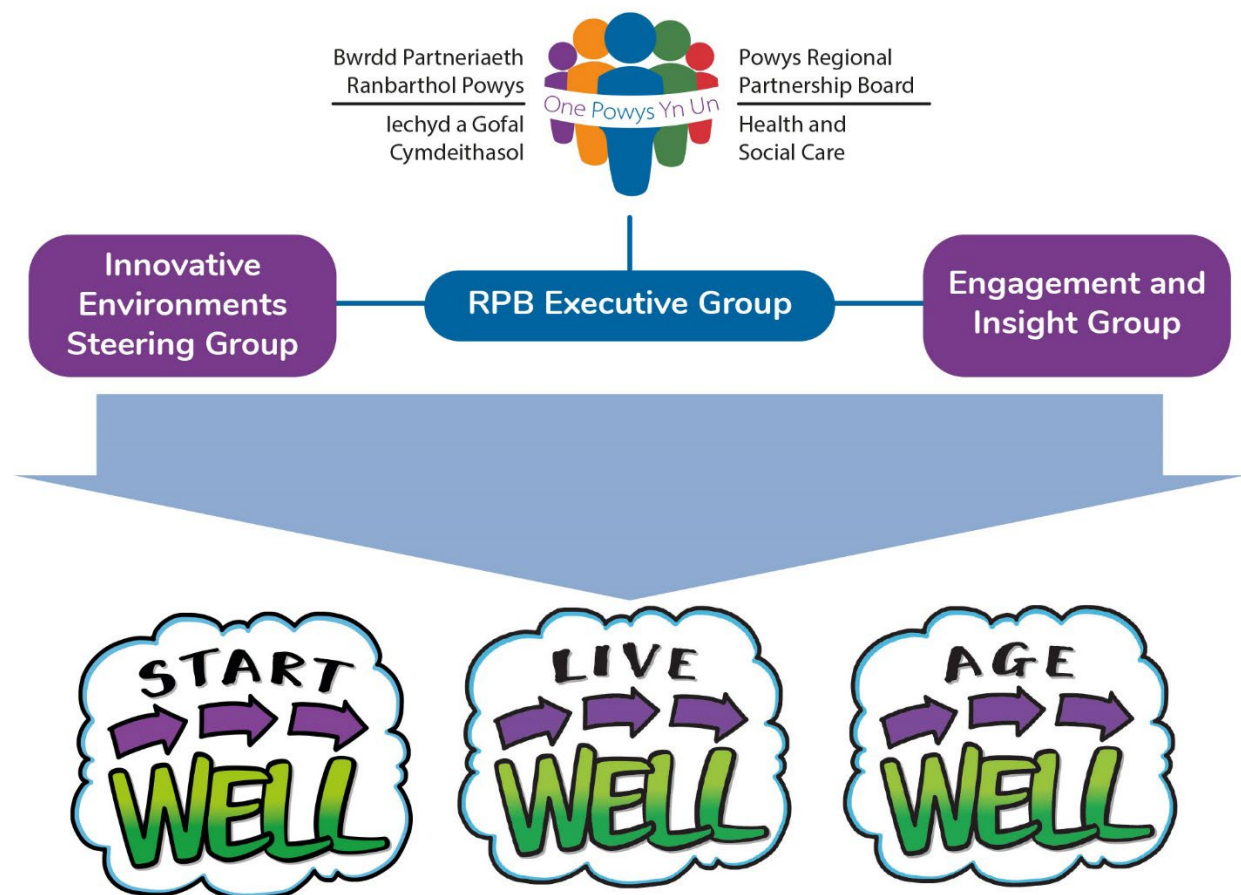 Bwrdd Partneriaeth
Ranbarthol Powys
Iechyd a Gofal
Cymdeithasol
One Powys Yn Un
Powys Regional
Partnership Board
Health and
Social Care
Innovative
Environments
Steering Group
RPB Executive Group
Engagement and
Insight Group
START
WELL
LIVE
WELL
AGE
WELL